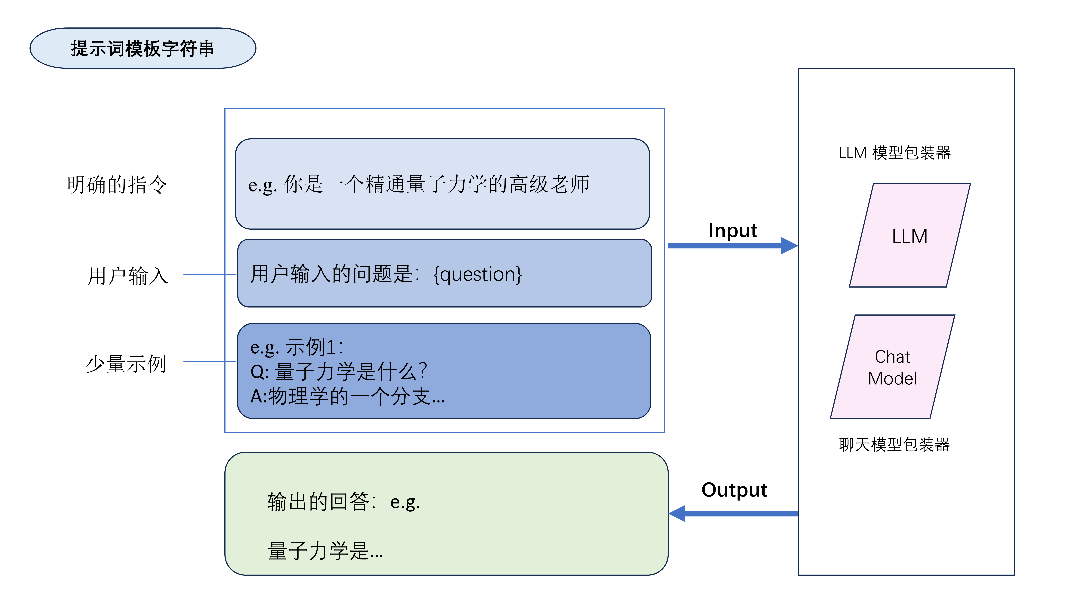 提示词模板字符串
明确的指令
e.g. 你是一个精通量子力学的高级老师
用户输入
用户输入的问题是：{question}
少量示例
e.g. 示例1：
Q: 量子力学是什么？
A:物理学的一个分支...
Input
LLM 模型包装器
LLM
Chat
Model
聊天模型包装器
Output
输出的回答：e.g.
量子力学是...